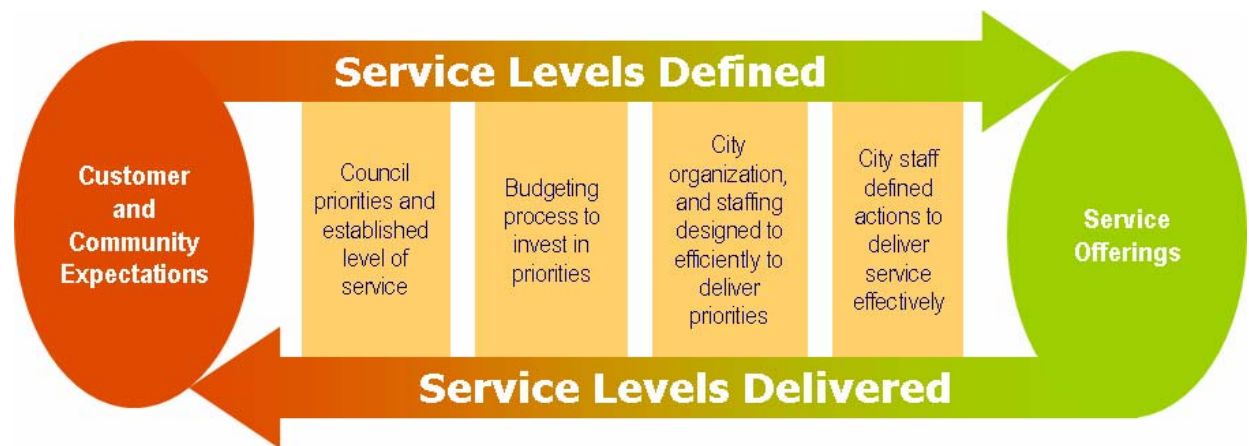 Service Levels Defined
Customer
and
Community
Expectations
Council
priorities and
established
level of
service
Budgeting
process to
invest in
priorities
City
organization,
and staffing
designed to
efficiently to
deliver
priorities
City staff
defined
actions to
deliver
service
effectively
Service
Offerings
Service Levels Delivered